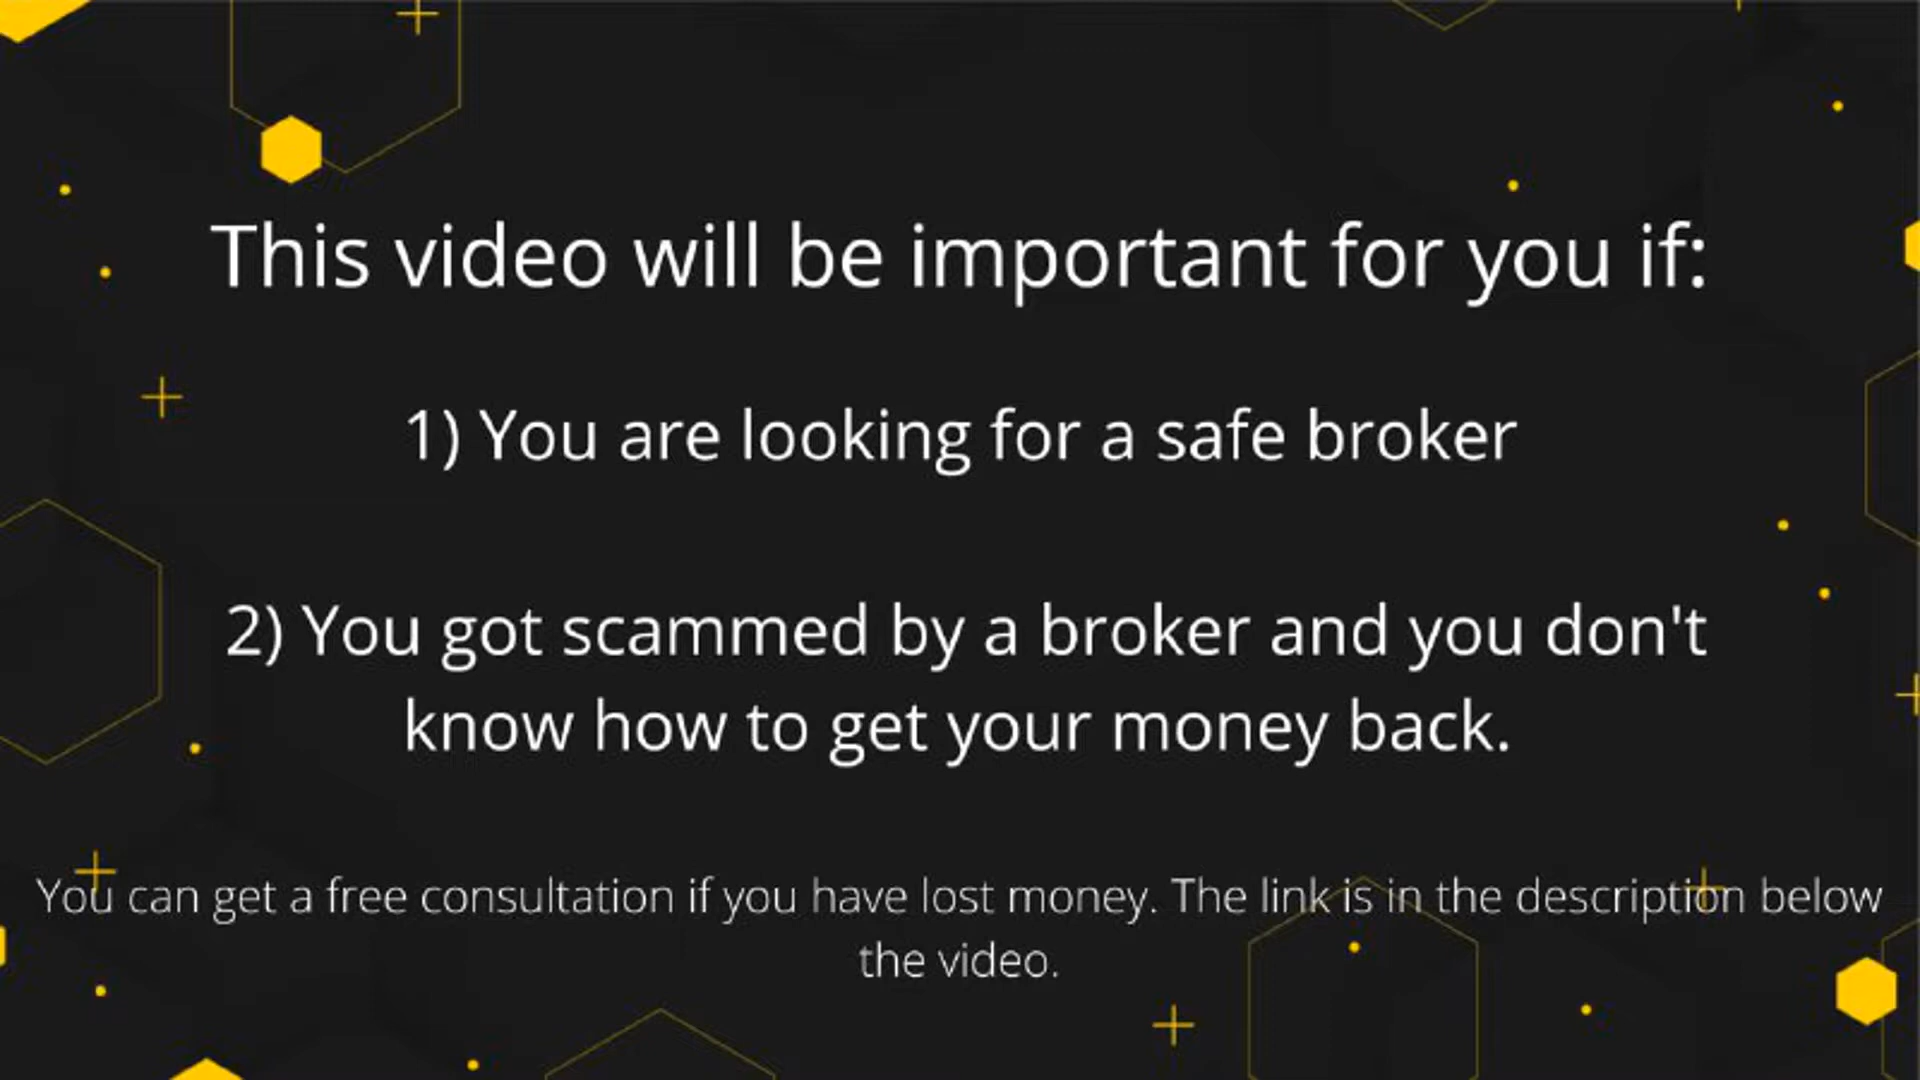 This video will be important for you if:
1) You are looking for a safe broker
2) You got scammed by a broker and you don't
know how to get your money back.
You can get a free consultation if you have lost money. The link is in the description below
the video.